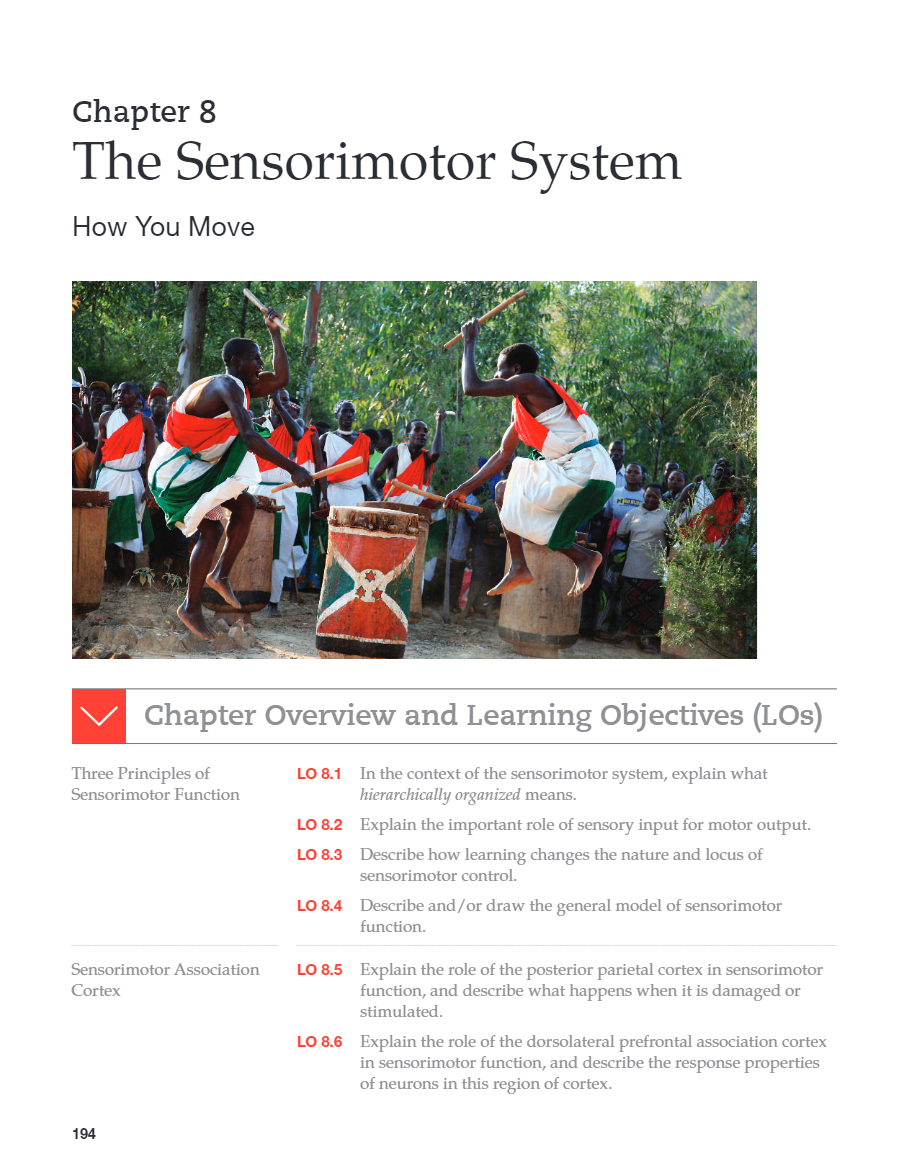 Chapter 8
The Sensorimotor System
How You Move
Chapter Overview and Learning Objectives (LOs)
Three Principles of
Sensorimotor Function
LO 8.1 In the context of the sensorimotor system, explain what
hierarchically organized means.
LO 8.2 Explain the important role of sensory input for motor output.
LO 8.3 Describe how learning changes the nature and locus of
sensorimotor control.
LO 8.4 Describe and/or draw the general model of sensorimotor
function.
Sensorimotor Association
Cortex
LO 8.5 Explain the role of the posterior parietal cortex in sensorimotor
function, and describe what happens when it is damaged or
stimulated.
LO 8.6 Explain the role of the dorsolateral prefrontal association cortex
in sensorimotor function, and describe the response properties
of neurons in this region of cortex.
194